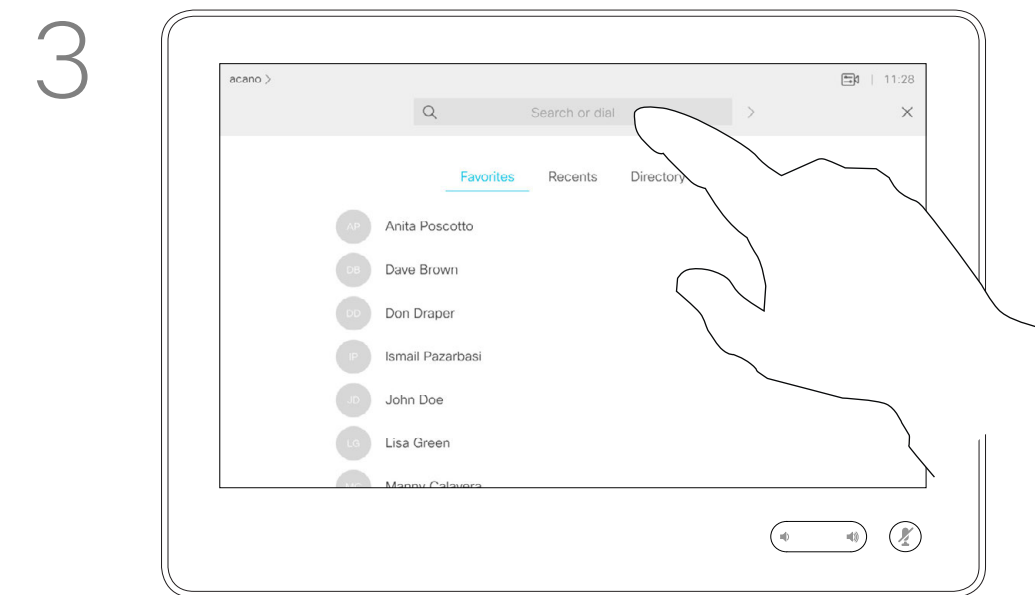 3
acano >
11:28
Search or dial
Favorites Recents Directory
AP Anita Poscotto
DB Dave Brown
DD Don Draper
IP Ismail Pazarbasi
JD John Doe
LG Lisa Green
Manny Calavera